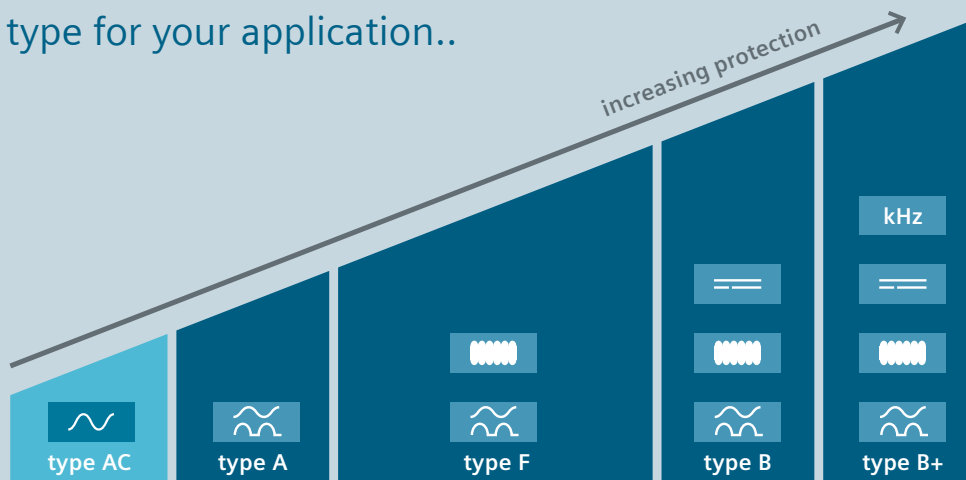 type for your application..
increasing protection
kHz
type AC
type A
type F
type B
type B+